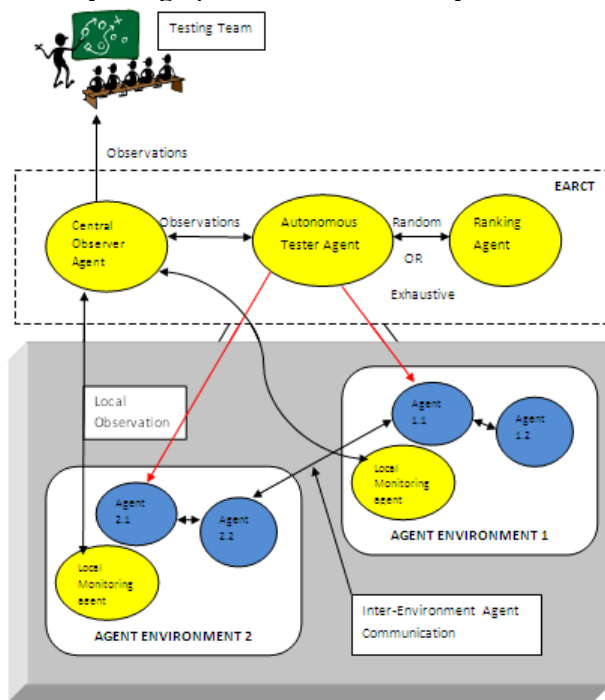 Testing Team
Observations
EARCT
Central
Observer
Agent
Observations
Autonomous
Tester Agent
Random
OR
Exhaustive
Ranking
Agent
Local
Observation
Agent
1.1
Agent
1.2
Local
Monitoring
agent
AGENT ENVIRONMENT 1
Agent
2.1
Agent
2.2
Local
Monitoring
agent
AGENT ENVIRONMENT 2
Inter-Environment Agent
Communication